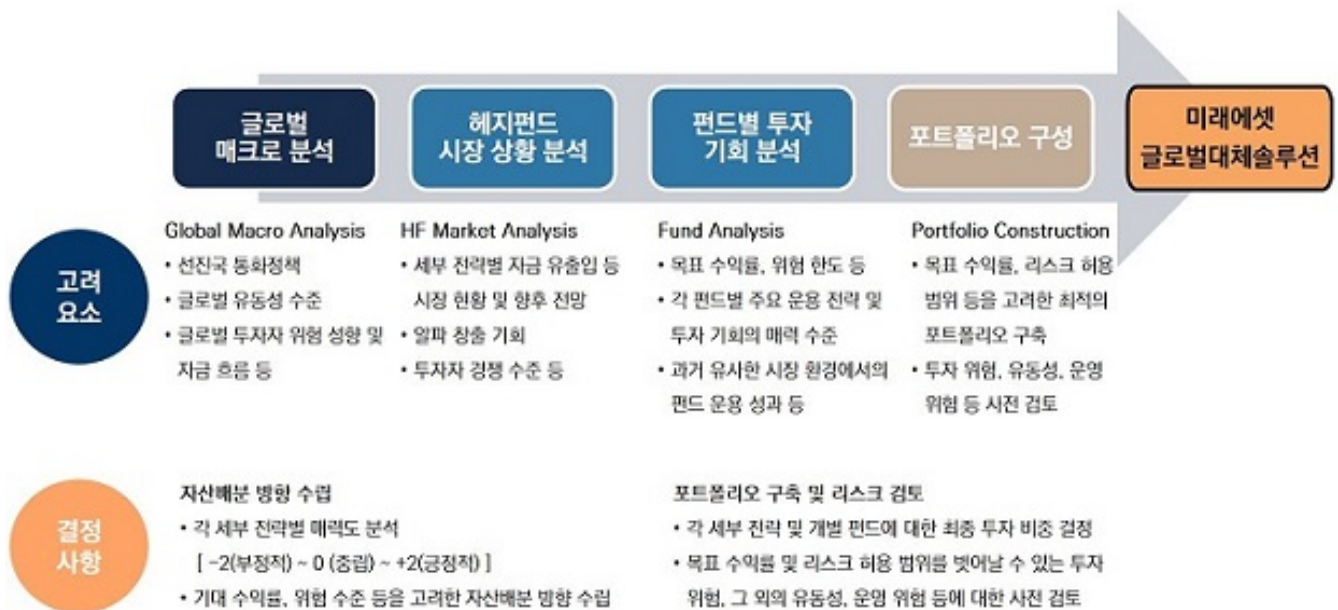 글로벌
매크로 분석
헤지펀드
시장 상황 분석
펀드별 투자
기회 분석
포트폴리오 구성
미래에셋
글로벌대체솔루션
고려
요소
Global Macro Analysis
• 선진국 통화정책
• 글로벌 유동성 수준
• 글로벌 투자자 위험 성향 및
자금 흐름 등
HF Market Analysis
• 세부 전략별 자금 유출입 등
시장 현황 및 향후 전망
• 알파 창출 기회
• 투자자 경쟁 수준 등
Fund Analysis
• 목표 수익률, 위험 한도 등
• 각 펀드별 주요 운용 전략 및
투자 기회의 매력 수준
• 과거 유사한 시장 환경에서의
펀드 운용 성과 등
Portfolio Construction
• 목표 수익률, 리스크 허용
범위 등을 고려한 최적의
포트폴리오 구축
• 투자 위험, 유동성, 운영
위험 등 사전 검토
결정
사항
자산배분 방향 수립
• 각 세부 전략별 매력도 분석
[ -2(부정적) ~ 0 (중립) ~ +2(긍정적) ]
• 기대 수익률, 위험 수준 등을 고려한 자산배분 방향 수립
포트폴리오 구축 및 리스크 검토
• 각 세부 전략 및 개별 펀드에 대한 최종 투자 비중 결정
• 목표 수익률 및 리스크 허용 범위를 벗어날 수 있는 투자
위험, 그 외의 유동성, 운영 위험 등에 대한 사전 검토